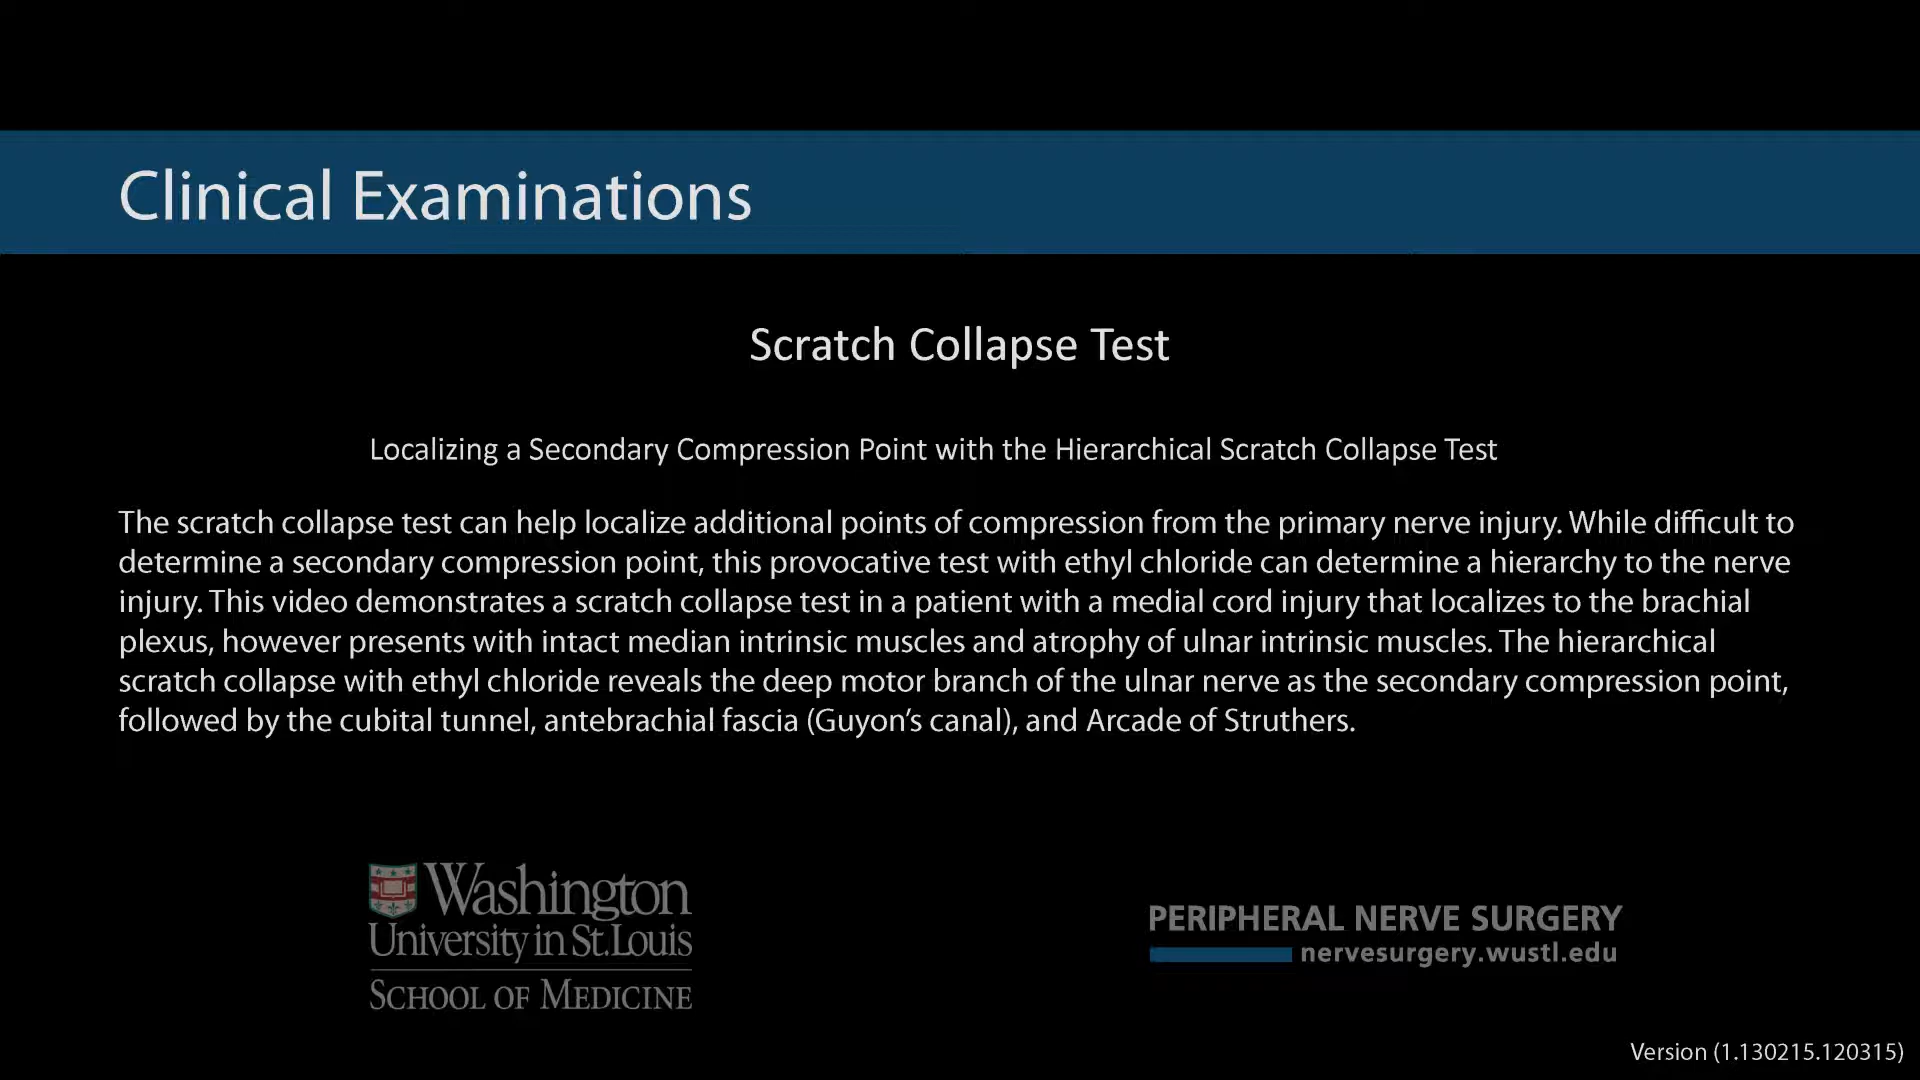 Clinical Examinations
Scratch Collapse Test
Localizing a Secondary Compression Point with the Hierarchical Scratch Collapse Test
The scratch collapse test can help localize additional points of compression from the primary nerve injury. While difficult to
determine a secondary compression point, this provocative test with ethyl chloride can determine a hierarchy to the nerve
injury. This video demonstrates a scratch collapse test in a patient with a medial cord injury that localizes to the brachial
plexus, however presents with intact median intrinsic muscles and atrophy of ulnar intrinsic muscles. The hierarchical
scratch collapse with ethyl chloride reveals the deep motor branch of the ulnar nerve as the secondary compression point,
followed by the cubital tunnel, antebrachial fascia (Guyon’s canal), and Arcade of Struthers.
Washington
University in St. Louis
SCHOOL OF MEDICINE
PERIPHERAL NERVE SURGERY
nervesurgery.wustl.edu
Version (1.130215.120315)